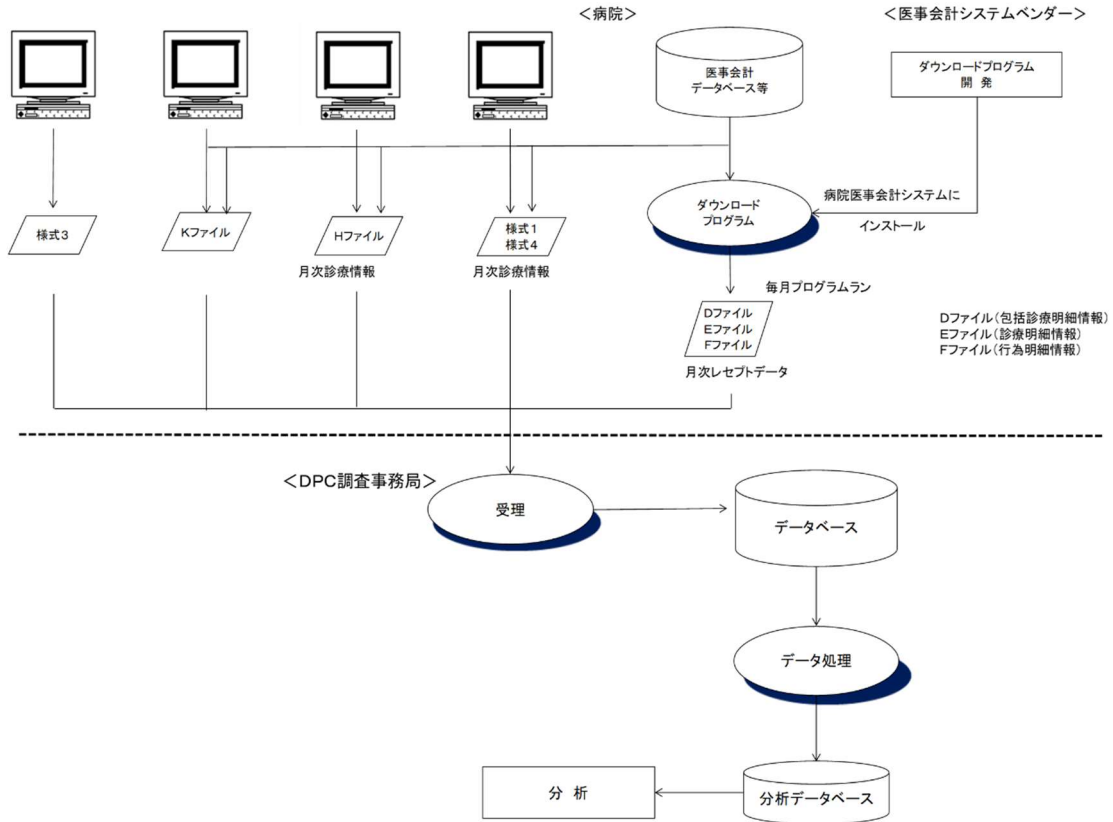 ＜病院＞
＜医事会計システムベンダー＞
医事会計
データベース等
ダウンロードプログラム
開 発
様式3
Kファイル
Hファイル
月次診療情報
様式1
様式4
月次診療情報
ダウンロード
プログラム
病院医事会計システムに
インストール
毎月プログラムラン
Dファイル
Eファイル
Fファイル
月次レセプトデータ
Dファイル（包括診療明細情報）
Eファイル（診療明細情報）
Fファイル（行為明細情報）
＜DPC調査事務局＞
受理
データベース
データ処理
分析データベース
分 析